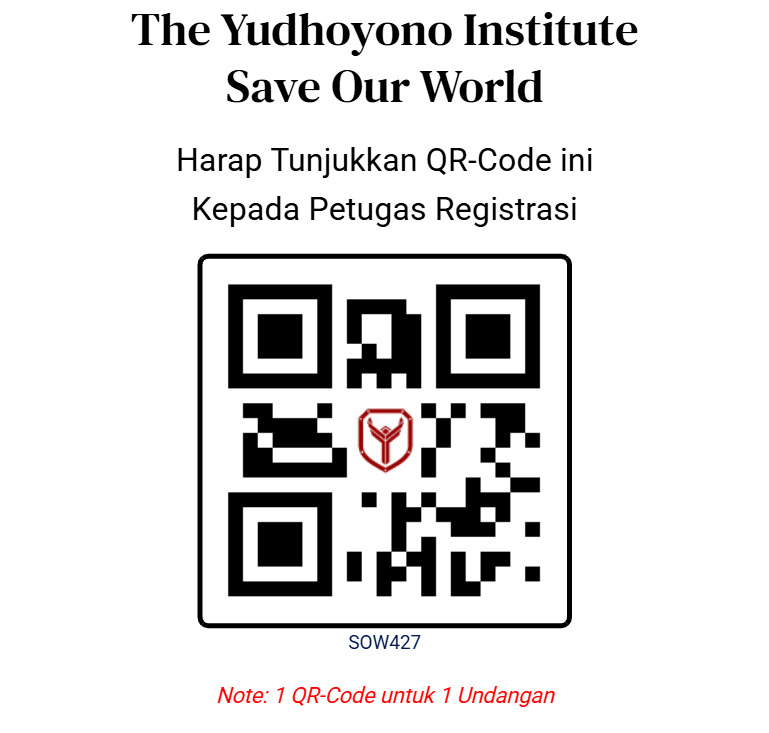 The Yudhoyono Institute
Save Our World
Harap Tunjukkan QR-Code ini
Kepada Petugas Registrasi
SOW427
Note: 1 QR-Code untuk 1 Undangan